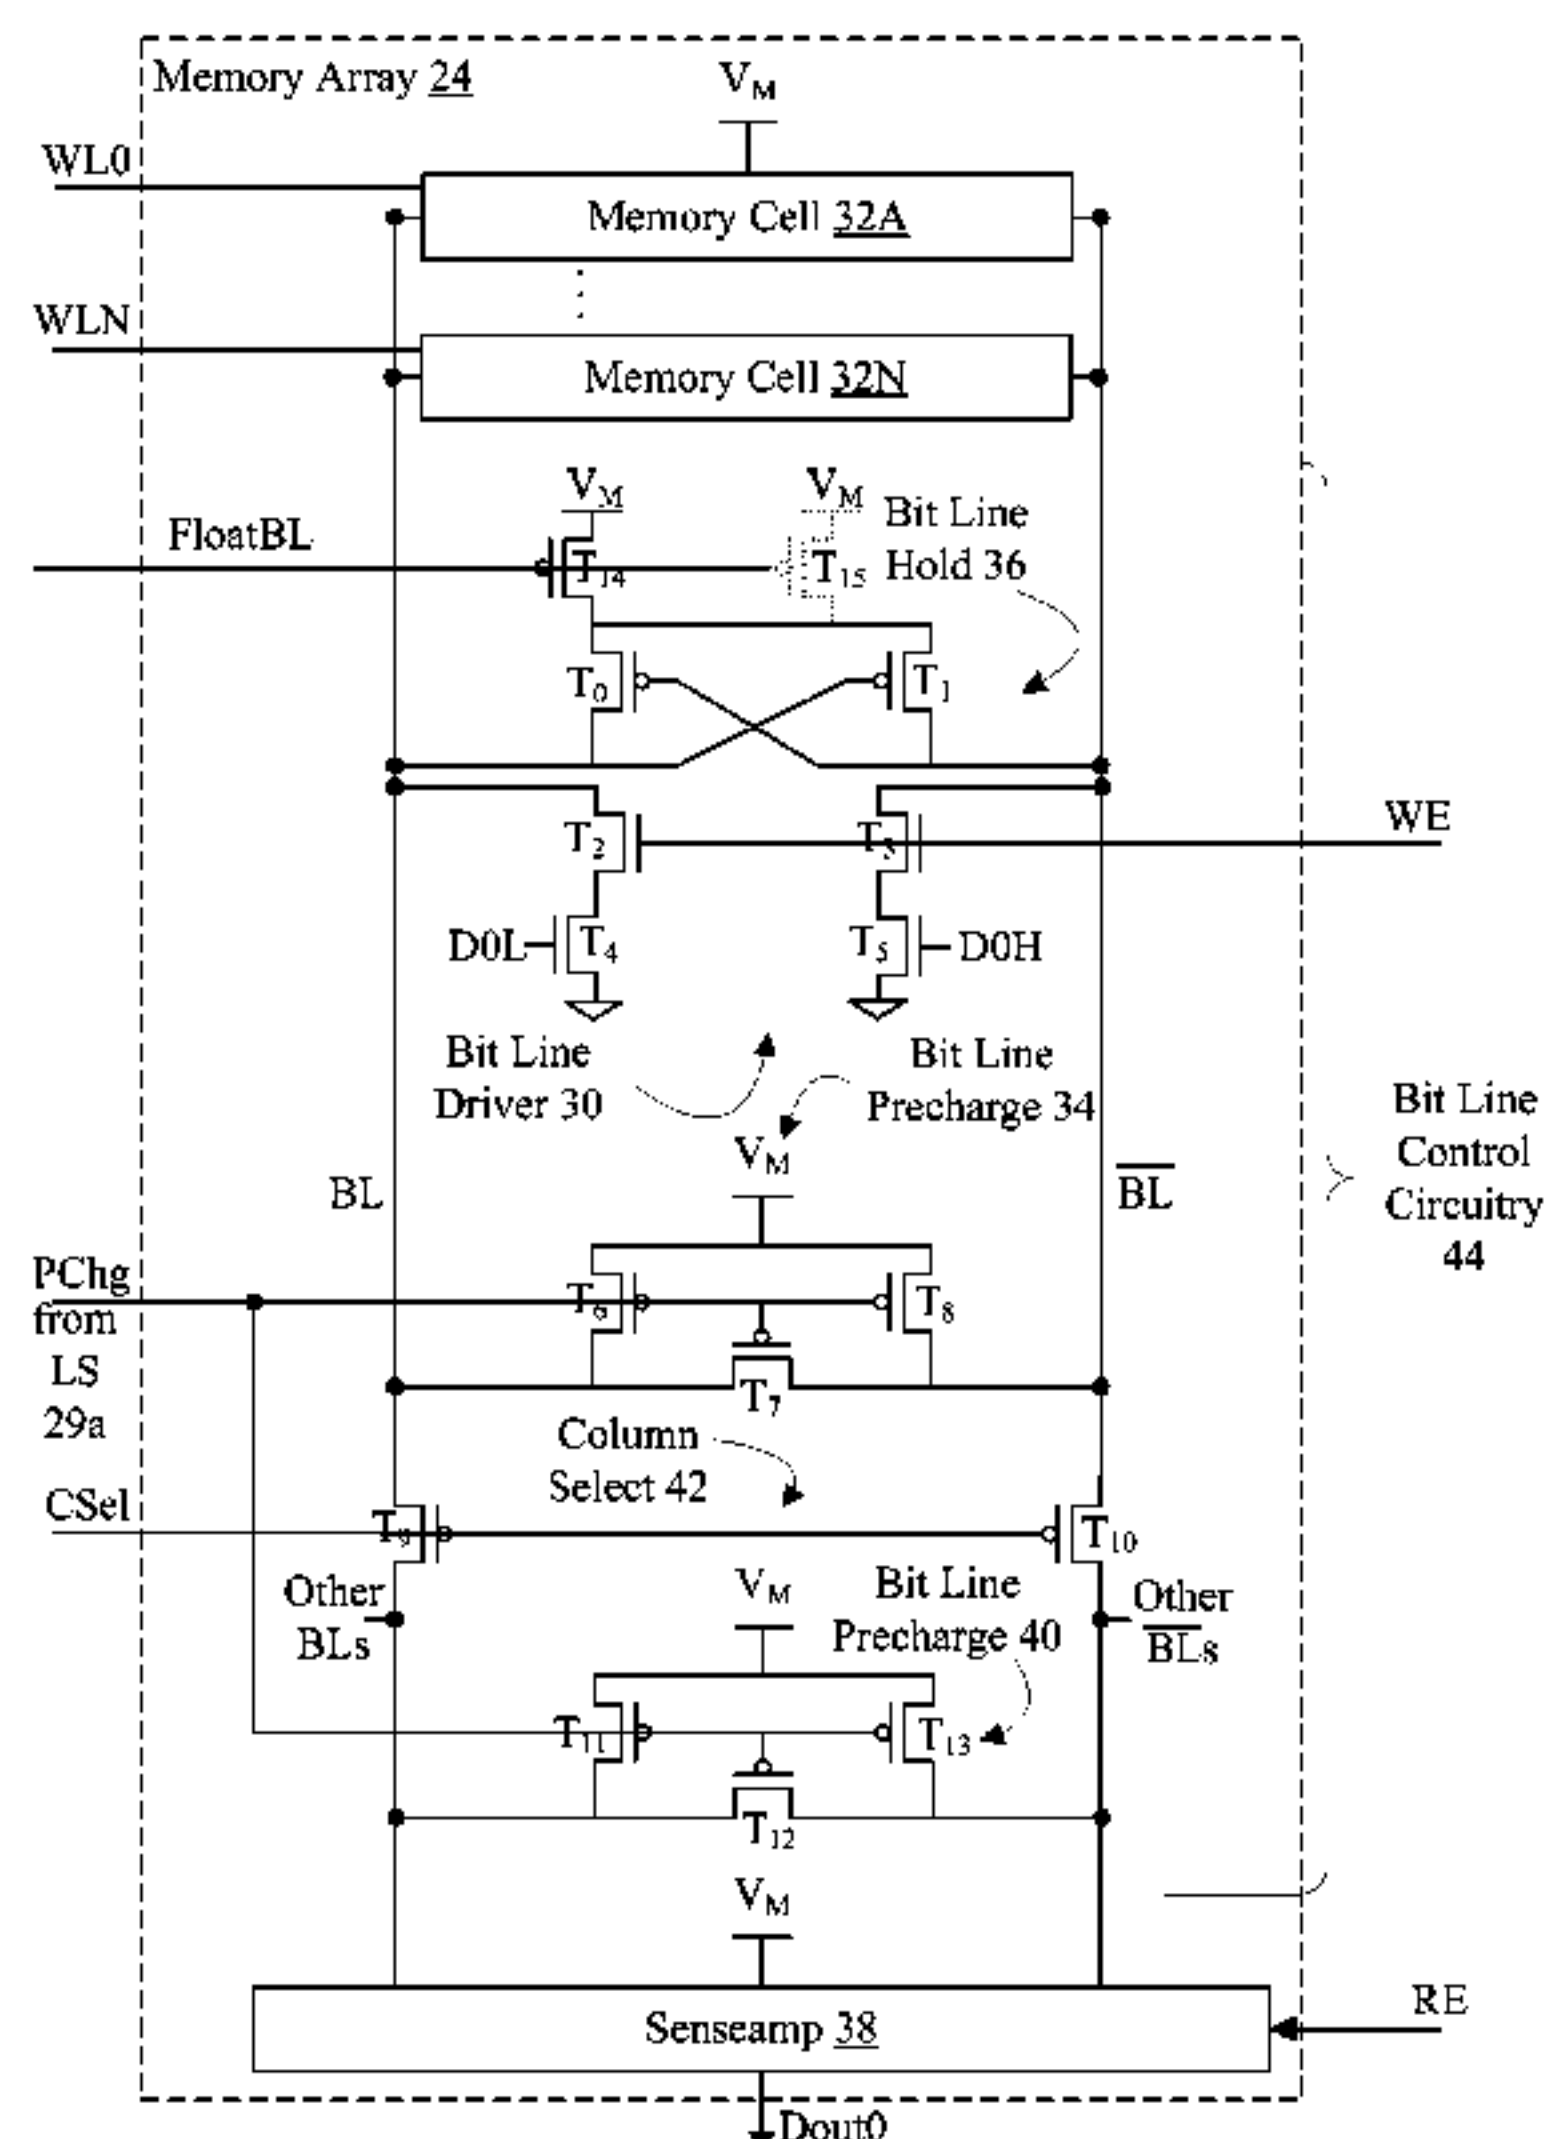 Memory Array 24
VM
WL0
Memory Cell 32A
WLN
Memory Cell 32N
VM
VM
Bit Line
Hold 36
FloatBL
T14
T15
T0
T1
T2
T3
WE
D0L
T4
T5
D0H
Bit Line
Driver 30
Bit Line
Precharge 34
VM
Bit Line
Control
Circuitry
44
BL
BL
PChg
from
LS
29a
T6
T8
T7
Column
Select 42
CSel
T9
T10
Other
BLs
VM
Bit Line
Precharge 40
Other
BLs
T11
T13
T12
VM
Senseamp 38
RE
Dout0